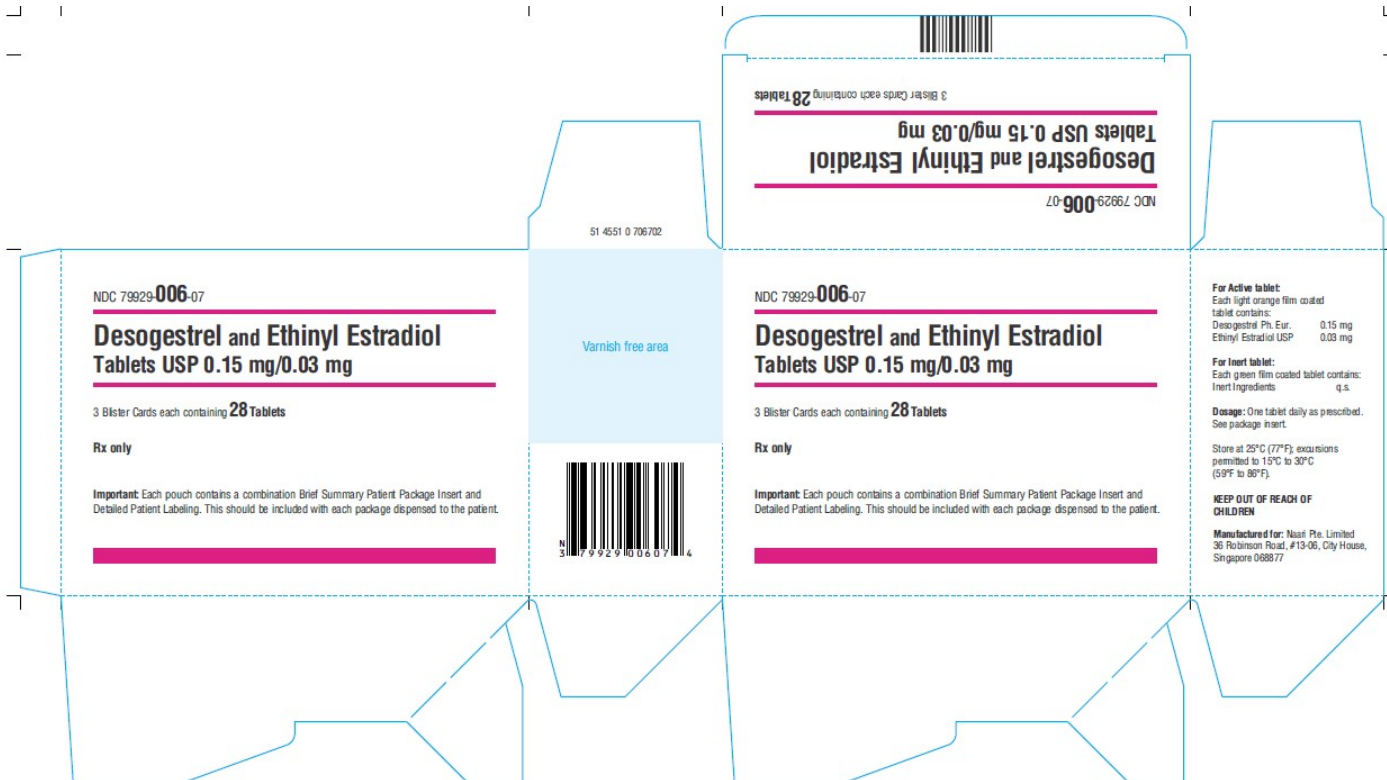 3 Blister Cards each containing 28 Tablets
Tablets USP 0.15 mg/0.03 mg
Desogestrel and Ethinyl Estradiol
NDC 79929-006-07
51 4551 0 706702
NDC 79929-006-07
Desogestrel and Ethinyl Estradiol
Tablets USP 0.15 mg/0.03 mg
3 Blister Cards each containing 28 Tablets
Rx only
Important: Each pouch contains a combination Brief Summary Patient Package Insert and
Detailed Patient Labeling. This should be included with each package dispensed to the patient.
Varnish free area
N
3 79929 00607 4
NDC 79929-006-07
Desogestrel and Ethinyl Estradiol
Tablets USP 0.15 mg/0.03 mg
3 Blister Cards each containing 28 Tablets
Rx only
Important: Each pouch contains a combination Brief Summary Patient Package Insert and
Detailed Patient Labeling. This should be included with each package dispensed to the patient.
For Active tablet:
Each light orange film coated
tablet contains:
Desogestrel Ph. Eur. 0.15 mg
Ethinyl Estradiol USP 0.03 mg
For Inert tablet:
Each green film coated tablet contains:
Inert Ingredients q.s.
Dosage: One tablet daily as prescribed.
See package insert.
Store at 25°C (77°F); excursions
permitted to 15°C to 30°C
(59°F to 86°F).
KEEP OUT OF REACH OF
CHILDREN
Manufactured for: Naari Pte. Limited
36 Robinson Road, #13-06, City House,
Singapore 068877